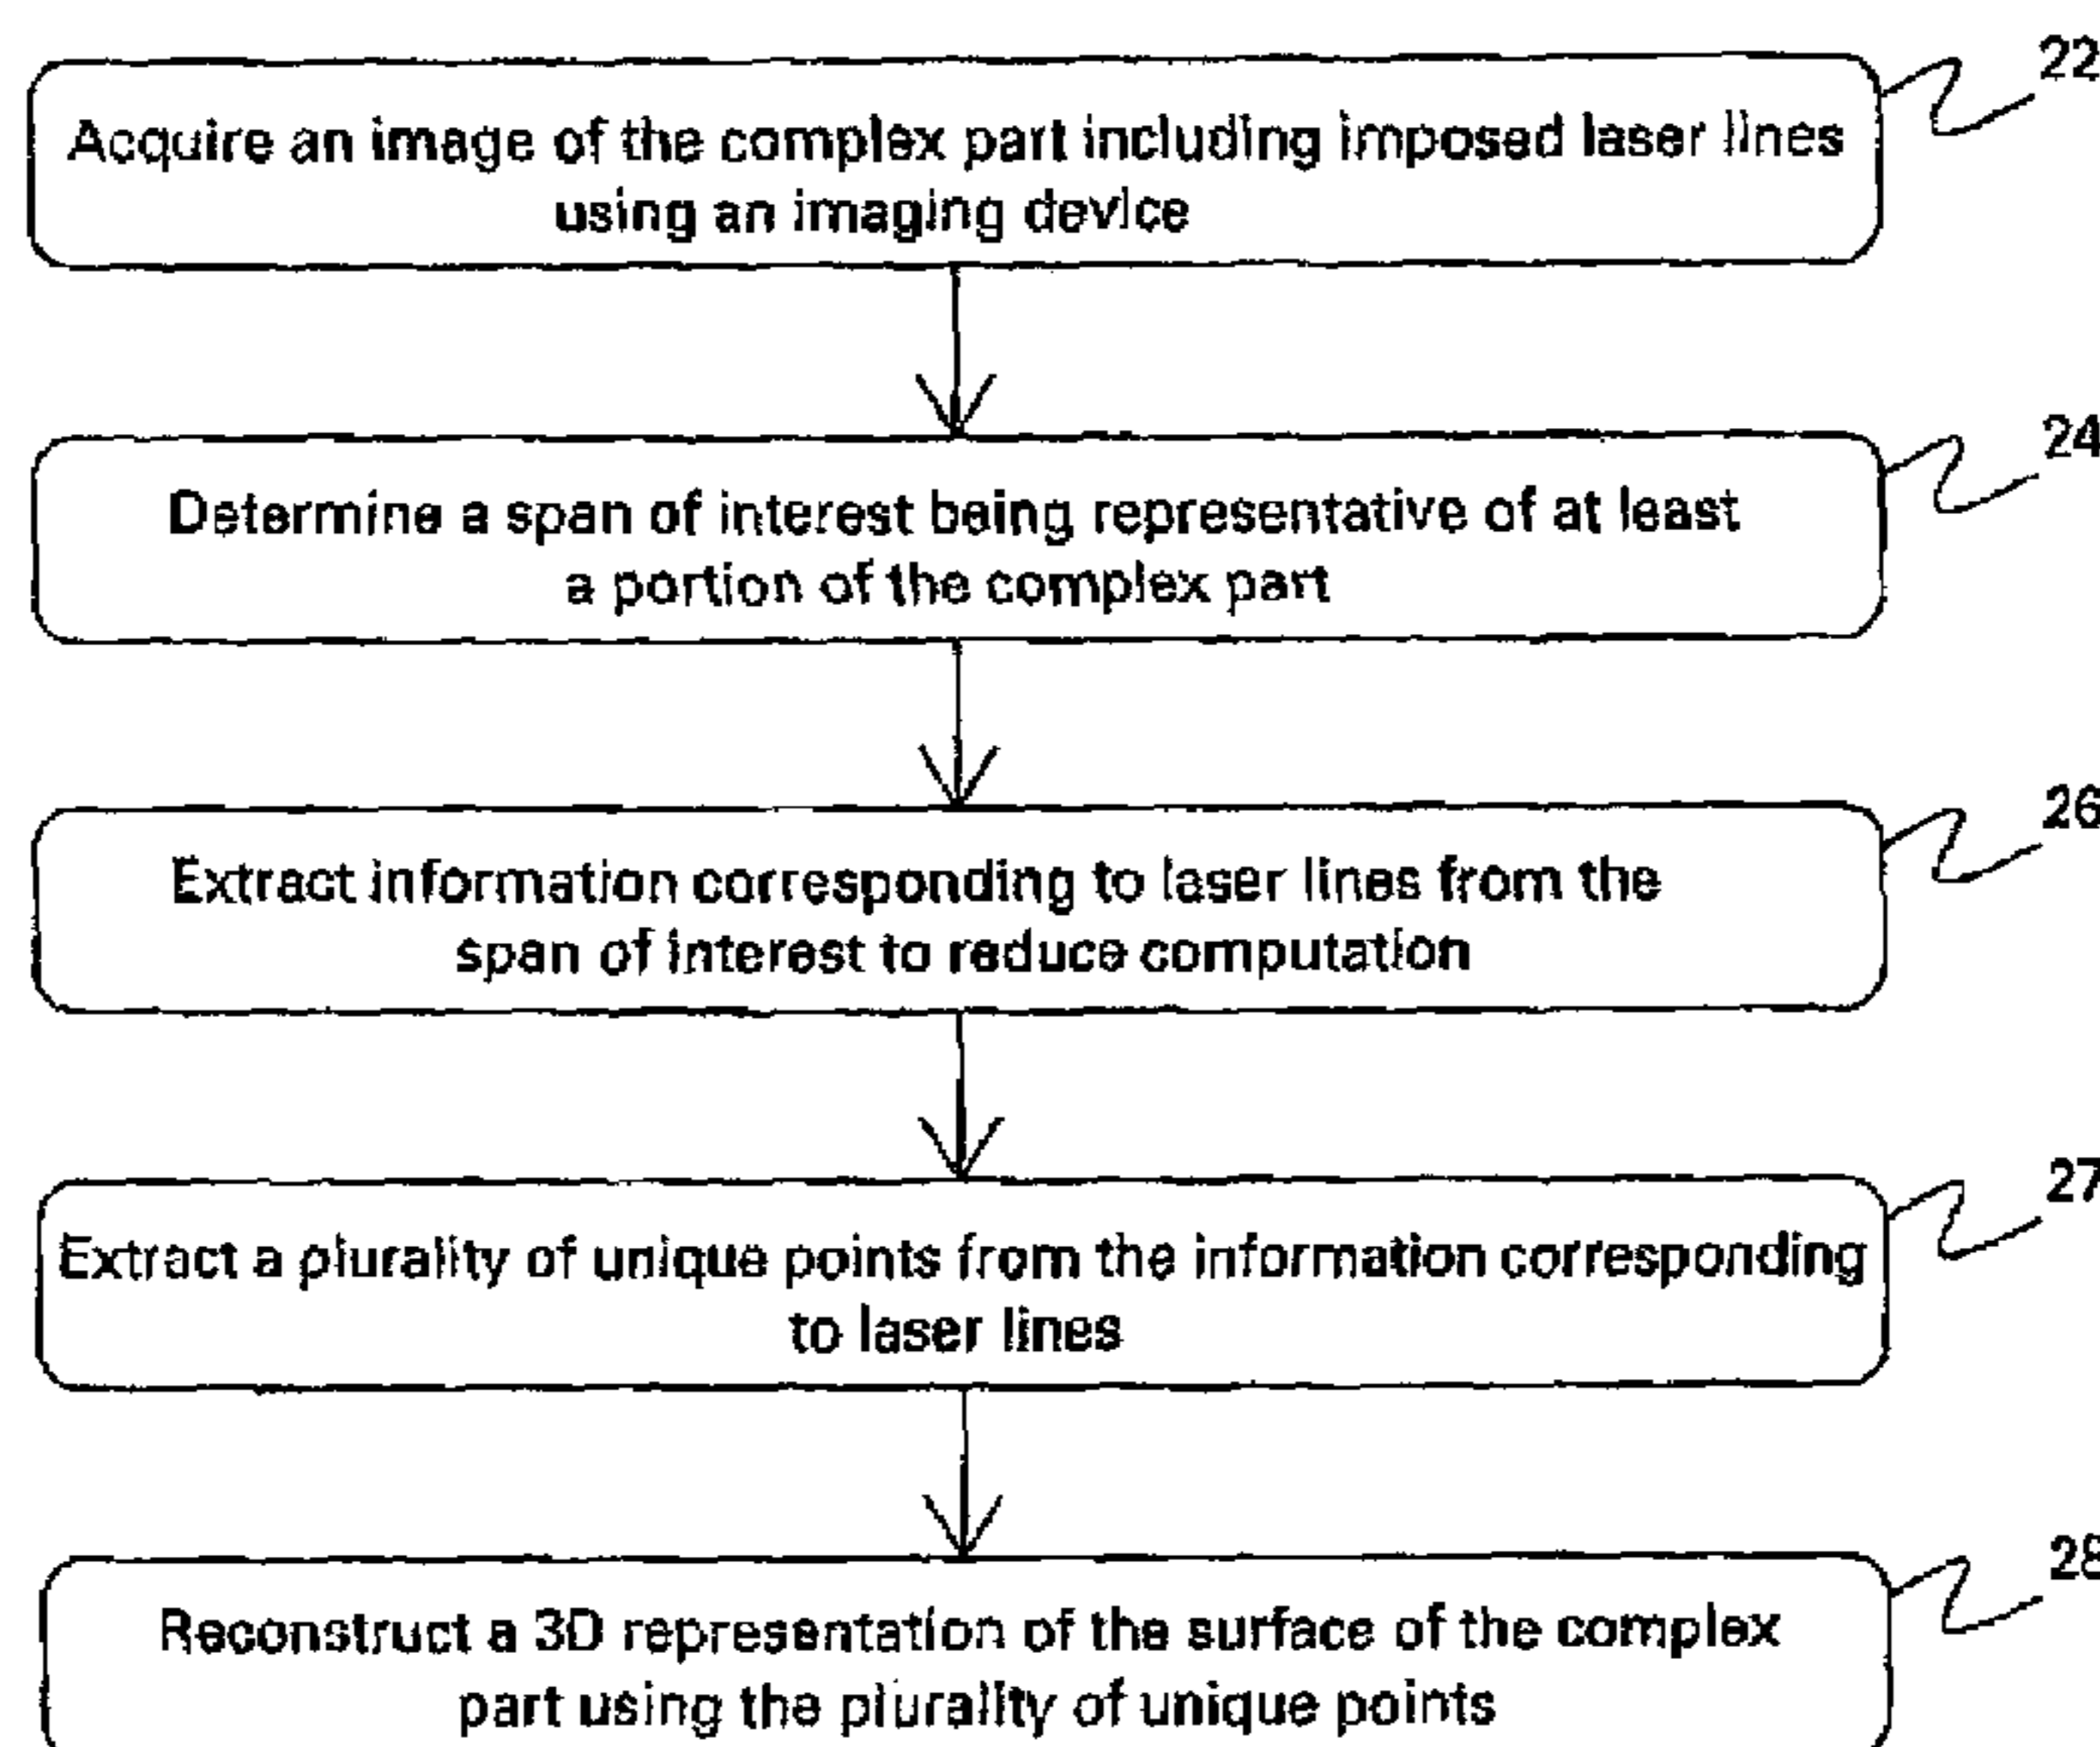 22
Acquire an image of the complex part including imposed laser lines
using an imaging device
24
Determine a span of interest being representative of at least
a portion of the complex part
26
Extract information corresponding to laser lines from the
span of interest to reduce computation
27
Extract a plurality of unique points from the information corresponding
to laser lines
28
Reconstruct a 3D representation of the surface of the complex
part using the plurality of unique points